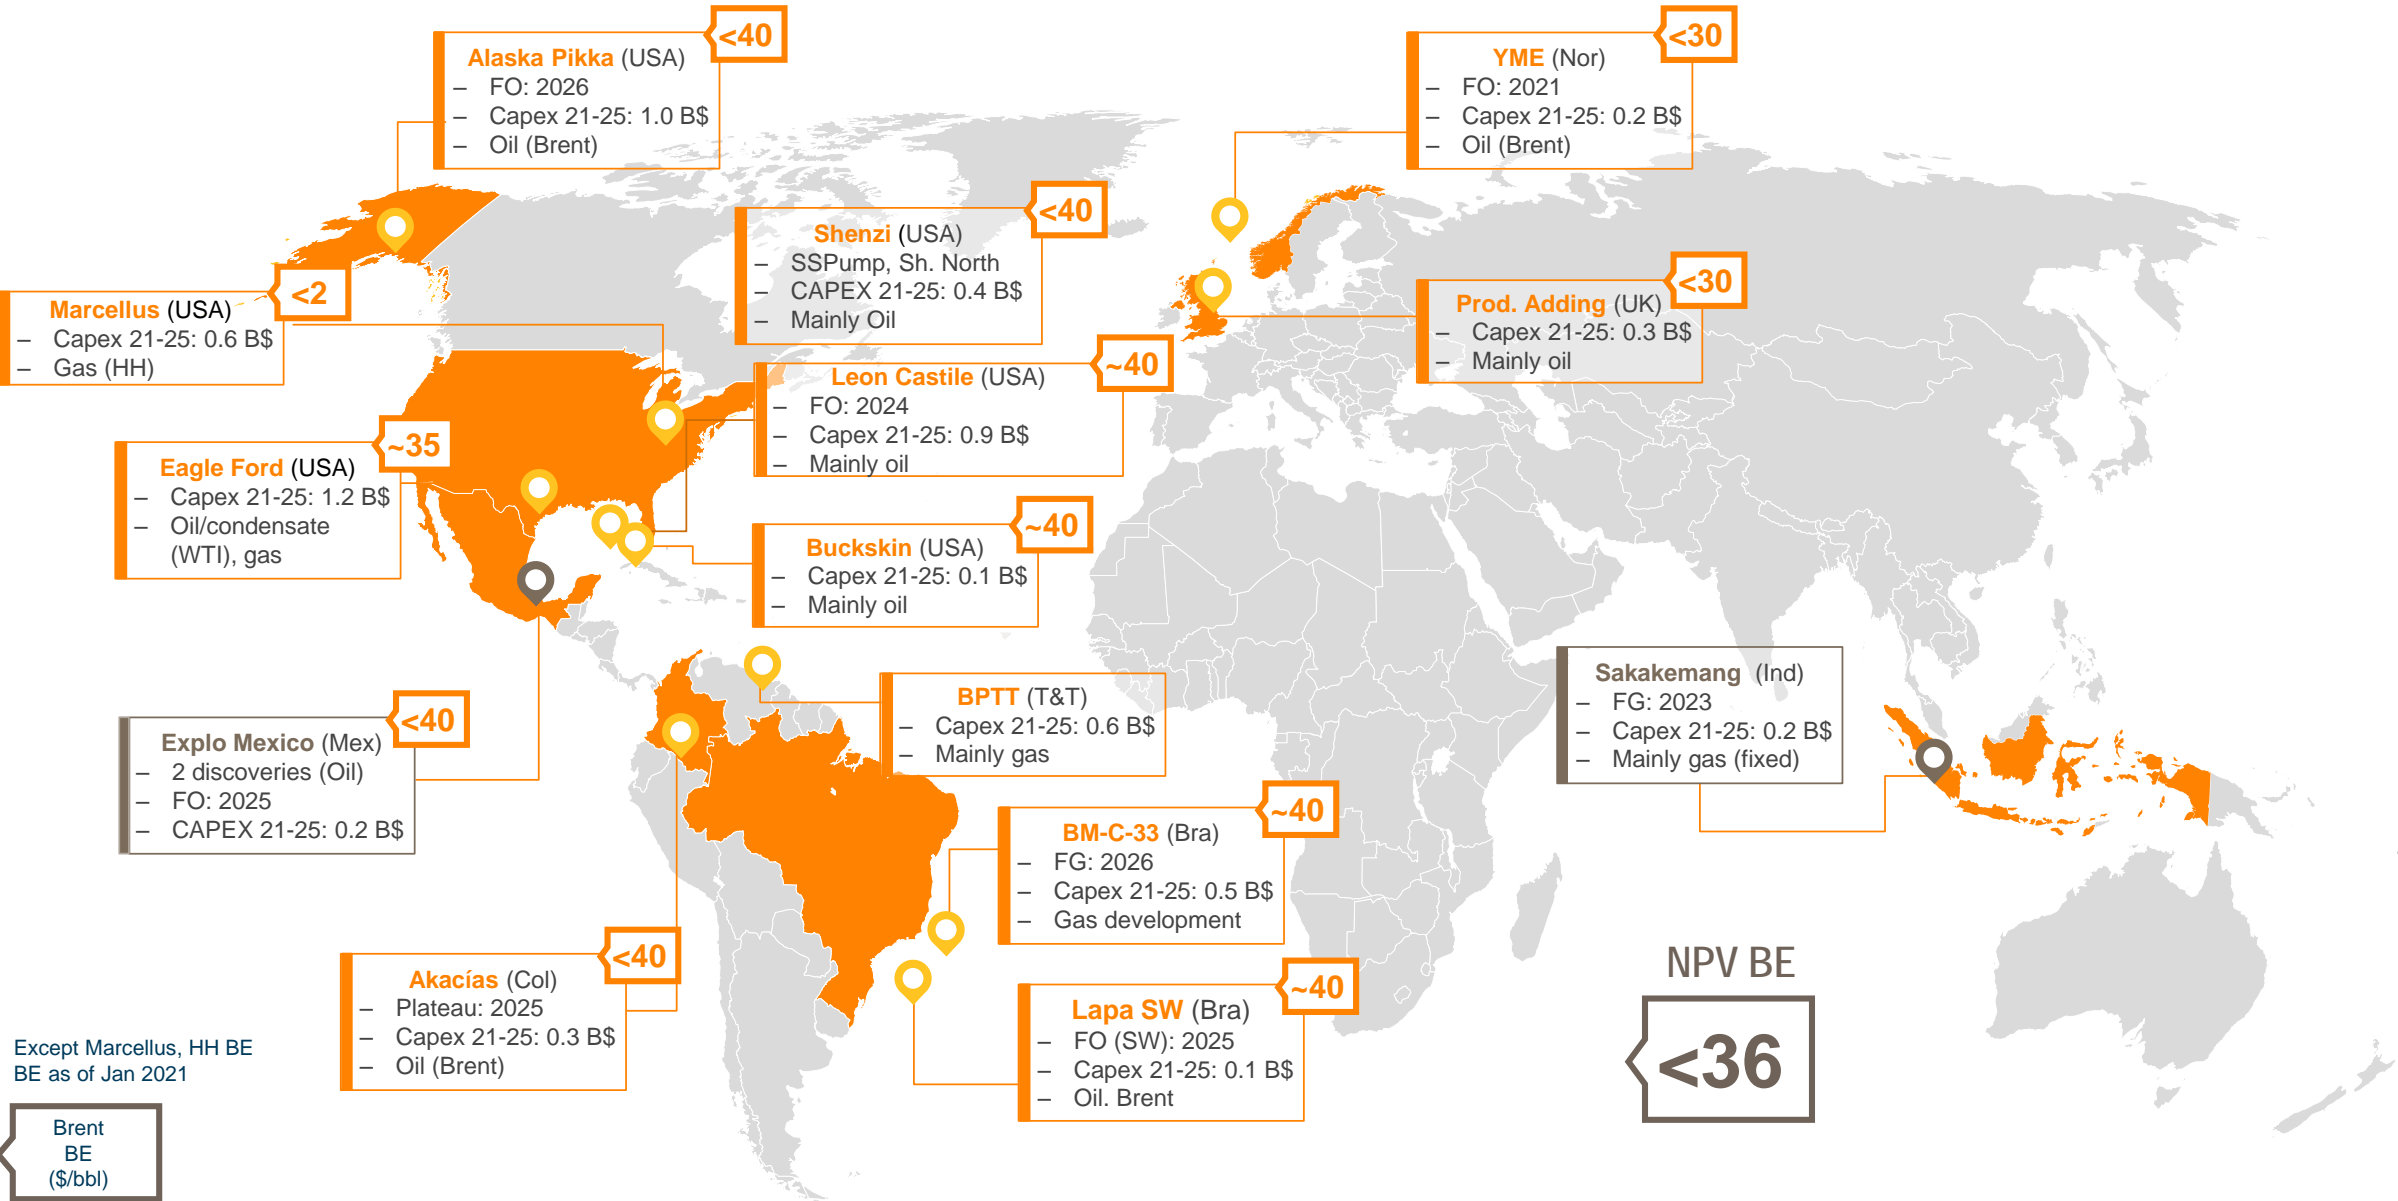 <40
Alaska Pikka (USA)
– FO: 2026
– Capex 21-25: 1.0 B$
– Oil (Brent)
<30
YME (Nor)
– FO: 2021
– Capex 21-25: 0.2 B$
– Oil (Brent)
<40
Shenzi (USA)
– SSPump, Sh. North
– CAPEX 21-25: 0.4 B$
– Mainly Oil
<2
Marcellus (USA)
– Capex 21-25: 0.6 B$
– Gas (HH)
<30
Prod. Adding (UK)
– Capex 21-25: 0.3 B$
– Mainly oil
~40
Leon Castile (USA)
– FO: 2024
– Capex 21-25: 0.9 B$
– Mainly oil
~35
Eagle Ford (USA)
– Capex 21-25: 1.2 B$
– Oil/condensate
(WTI), gas
~40
Buckskin (USA)
– Capex 21-25: 0.1 B$
– Mainly oil
BPTT (T&T)
– Capex 21-25: 0.6 B$
– Mainly gas
Sakakemang (Ind)
– FG: 2023
– Capex 21-25: 0.2 B$
– Mainly gas (fixed)
<40
Explo Mexico (Mex)
– 2 discoveries (Oil)
– FO: 2025
– CAPEX 21-25: 0.2 B$
~40
BM-C-33 (Bra)
– FG: 2026
– Capex 21-25: 0.5 B$
– Gas development
<40
Akacías (Col)
– Plateau: 2025
– Capex 21-25: 0.3 B$
– Oil (Brent)
~40
Lapa SW (Bra)
– FO (SW): 2025
– Capex 21-25: 0.1 B$
– Oil. Brent
NPV BE
<36
Except Marcellus, HH BE
BE as of Jan 2021
Brent
BE
($/bbl)